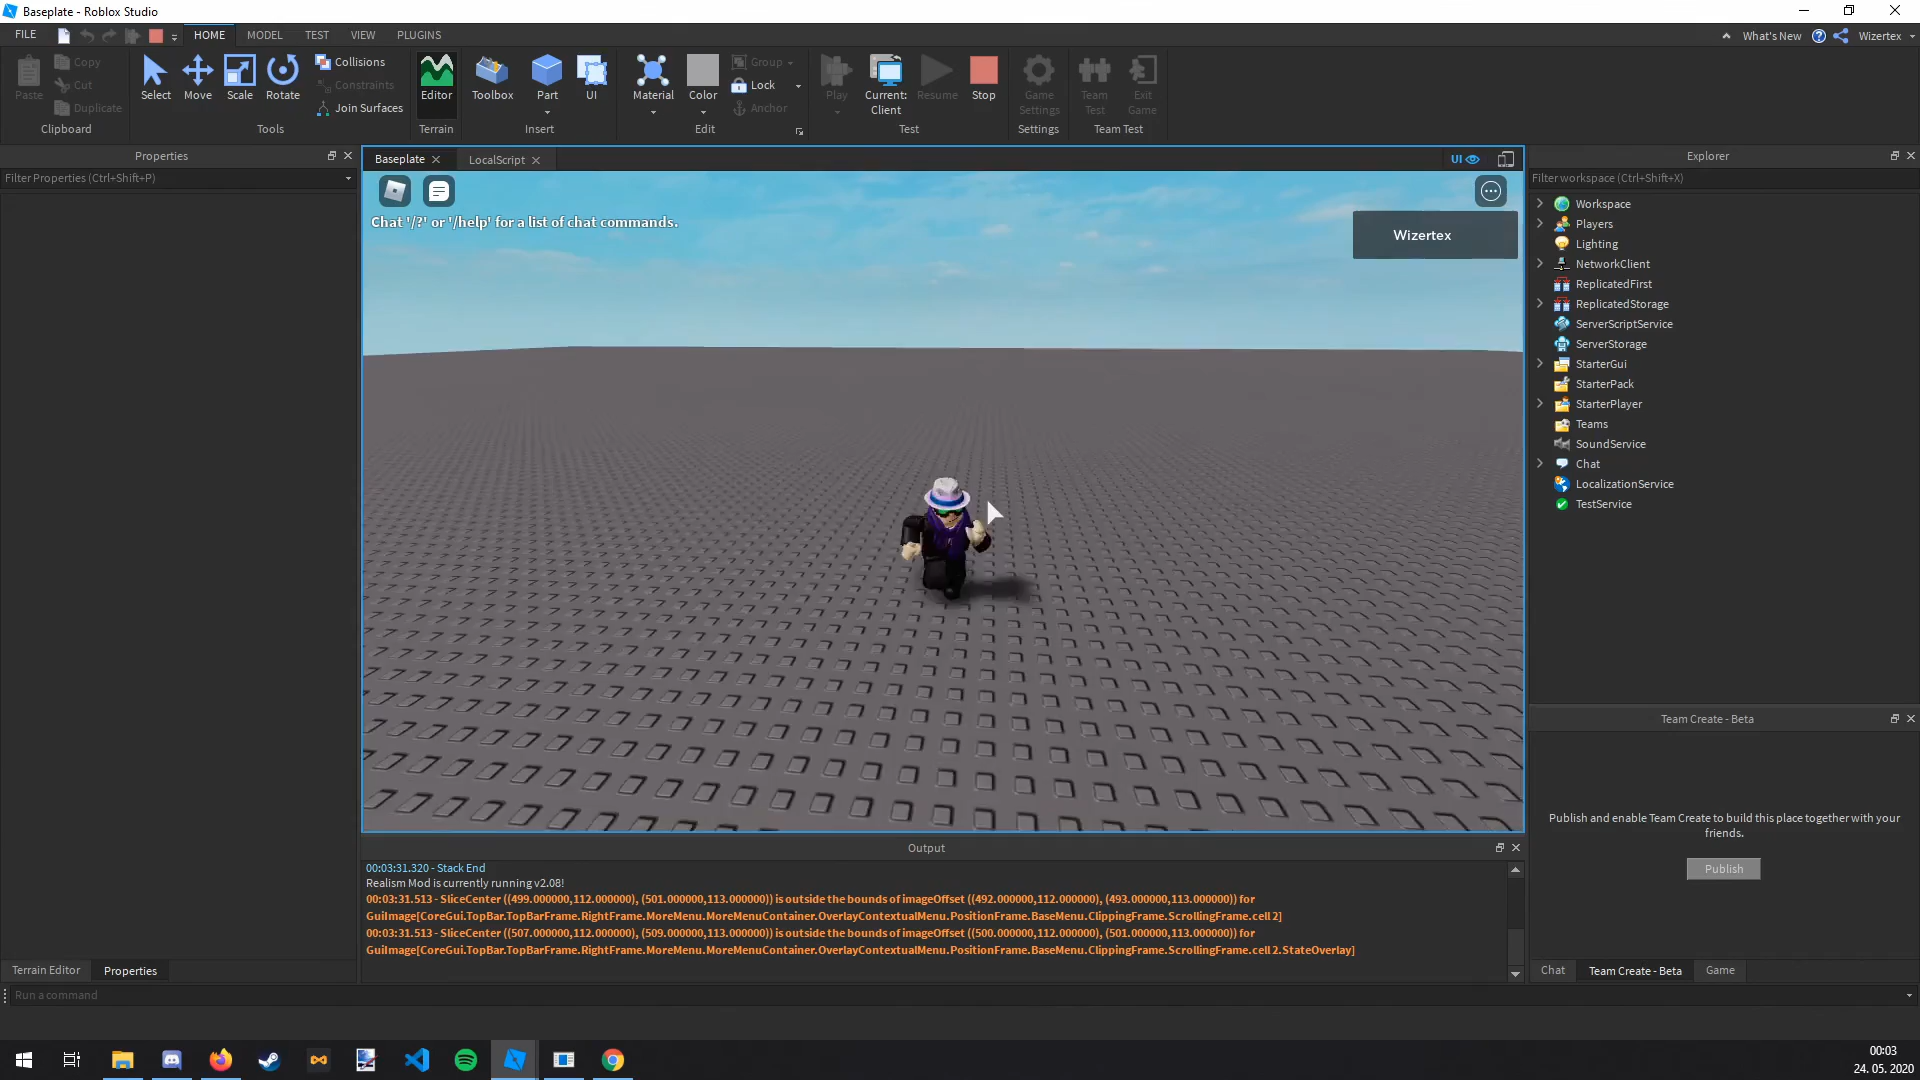 Baseplate - Roblox Studio
FILE HOME MODEL TEST VIEW PLUGINS What's New Wizertex
Paste Copy Cut Duplicate
Select Move Scale Rotate Collisions Constraints Join Surfaces
Editor Toolbox Part UI
Material Color Group Lock Anchor
Play Current: Client Resume Stop
Game Settings Team Test Exit Game
Clipboard Tools Terrain Insert Edit Test Settings Team Test
Properties
Filter Properties (Ctrl+Shift+P)
Baseplate LocalScript UI
Chat '/?' or '/help' for a list of chat commands.
Wizertex
Explorer
Filter workspace (Ctrl+Shift+X)
Workspace
Players
Lighting
NetworkClient
ReplicatedFirst
ReplicatedStorage
ServerScriptService
ServerStorage
StarterGui
StarterPack
StarterPlayer
Teams
SoundService
Chat
LocalizationService
TestService
Team Create - Beta
Publish and enable Team Create to build this place together with your
friends.
Publish
Chat Team Create - Beta Game
Output
00:03:31.320 - Stack End
Realism Mod is currently running v2.08!
00:03:31.513 - SliceCenter ((499.000000,112.000000), (501.000000,113.000000)) is outside the bounds of imageOffset ((492.000000,112.000000), (493.000000,113.000000)) for
GuiImage[CoreGui.TopBar.TopBarFrame.RightFrame.MoreMenu.MoreMenuContainer.OverlayContextualMenu.PositionFrame.BaseMenu.ClippingFrame.ScrollingFrame.cell 2]
00:03:31.513 - SliceCenter ((507.000000,112.000000), (509.000000,113.000000)) is outside the bounds of imageOffset ((500.000000,112.000000), (501.000000,113.000000)) for
GuiImage[CoreGui.TopBar.TopBarFrame.RightFrame.MoreMenu.MoreMenuContainer.OverlayContextualMenu.PositionFrame.BaseMenu.ClippingFrame.ScrollingFrame.cell 2.StateOverlay]
Terrain Editor Properties
Run a command
00:03
24. 05. 2020